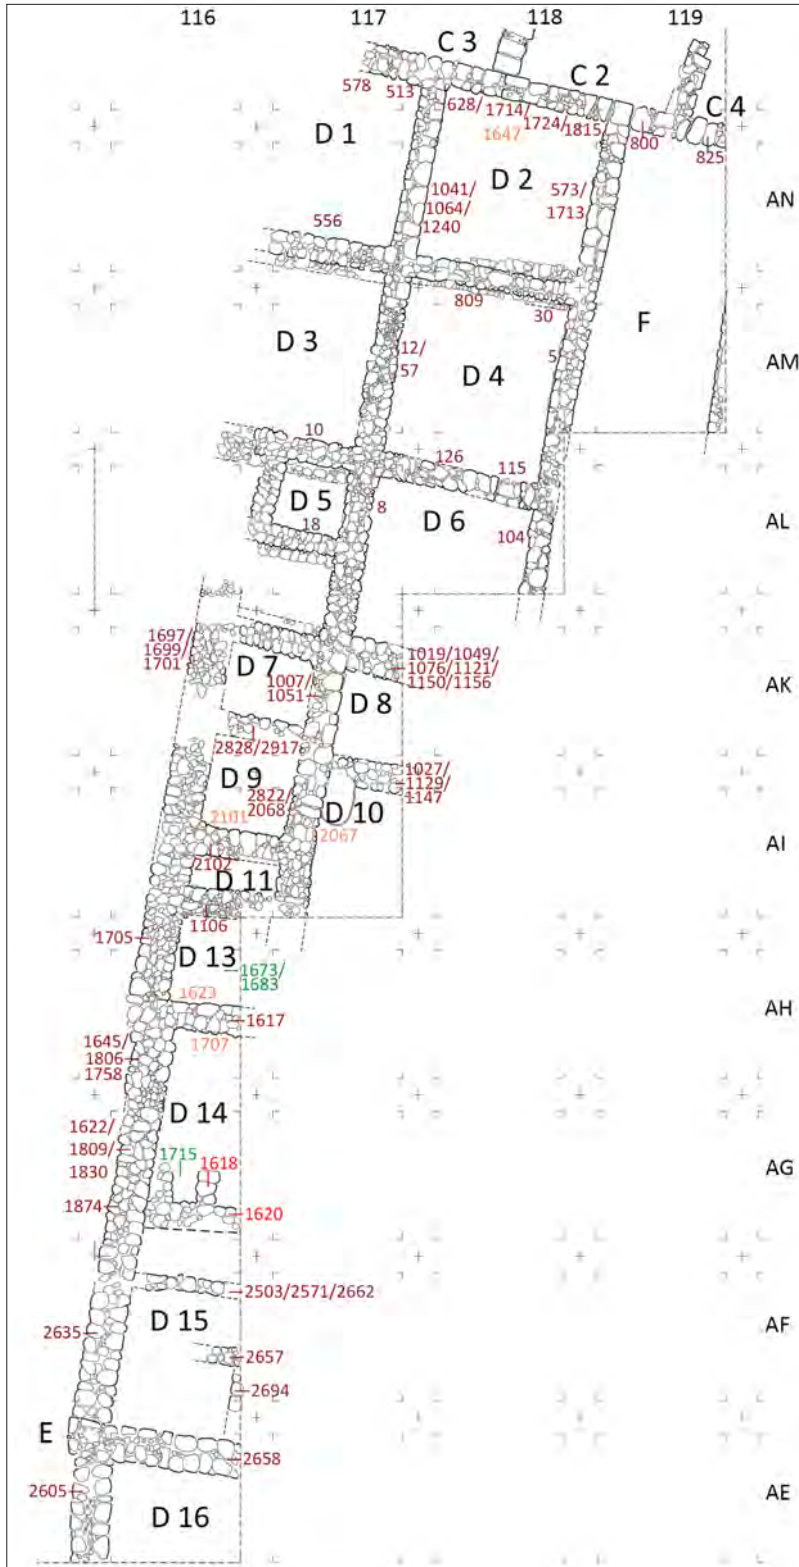 116 117 118 119
C 3
C 2
C 4
578 513 628/ 1714/ 1724/ 1815 800 825
1647
D 1
D 2
1041/
1064/
1240
573/
1713
AN
556
809
30
F
D 3
12/
57
D 4
5
AM
10
126
115
D 5
8
D 6
18
104
AL
1697/
1699/
1701
D 7
1007/
1051
1019/1049/
1076/1121/
1150/1156
D 8
AK
2828/2917
D 9
2822/
2068
1027/
1129/
1147
D 10
2101
2067
AI
2102
D 11
1106
1705
D 13
1673/
1683
1623
1617
AH
1707
1645/
1806
1758
D 14
1622/
1809/
1830
1715
1618
AG
1874
1620
2503/2571/2662
D 15
2635
AF
2657
2694
E
2658
2605
D 16
AE